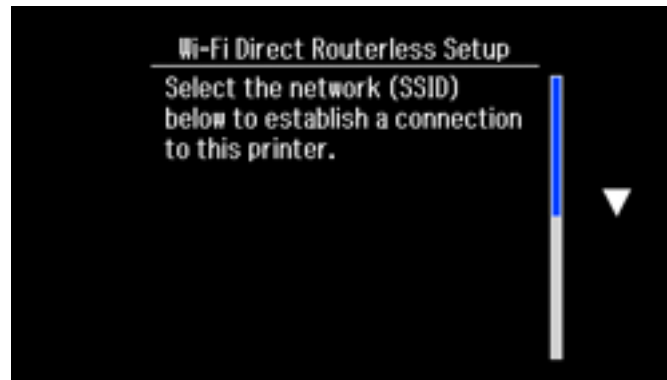 Wi-Fi Direct Routerless Setup
Select the network (SSID)
below to establish a connection
to this printer.